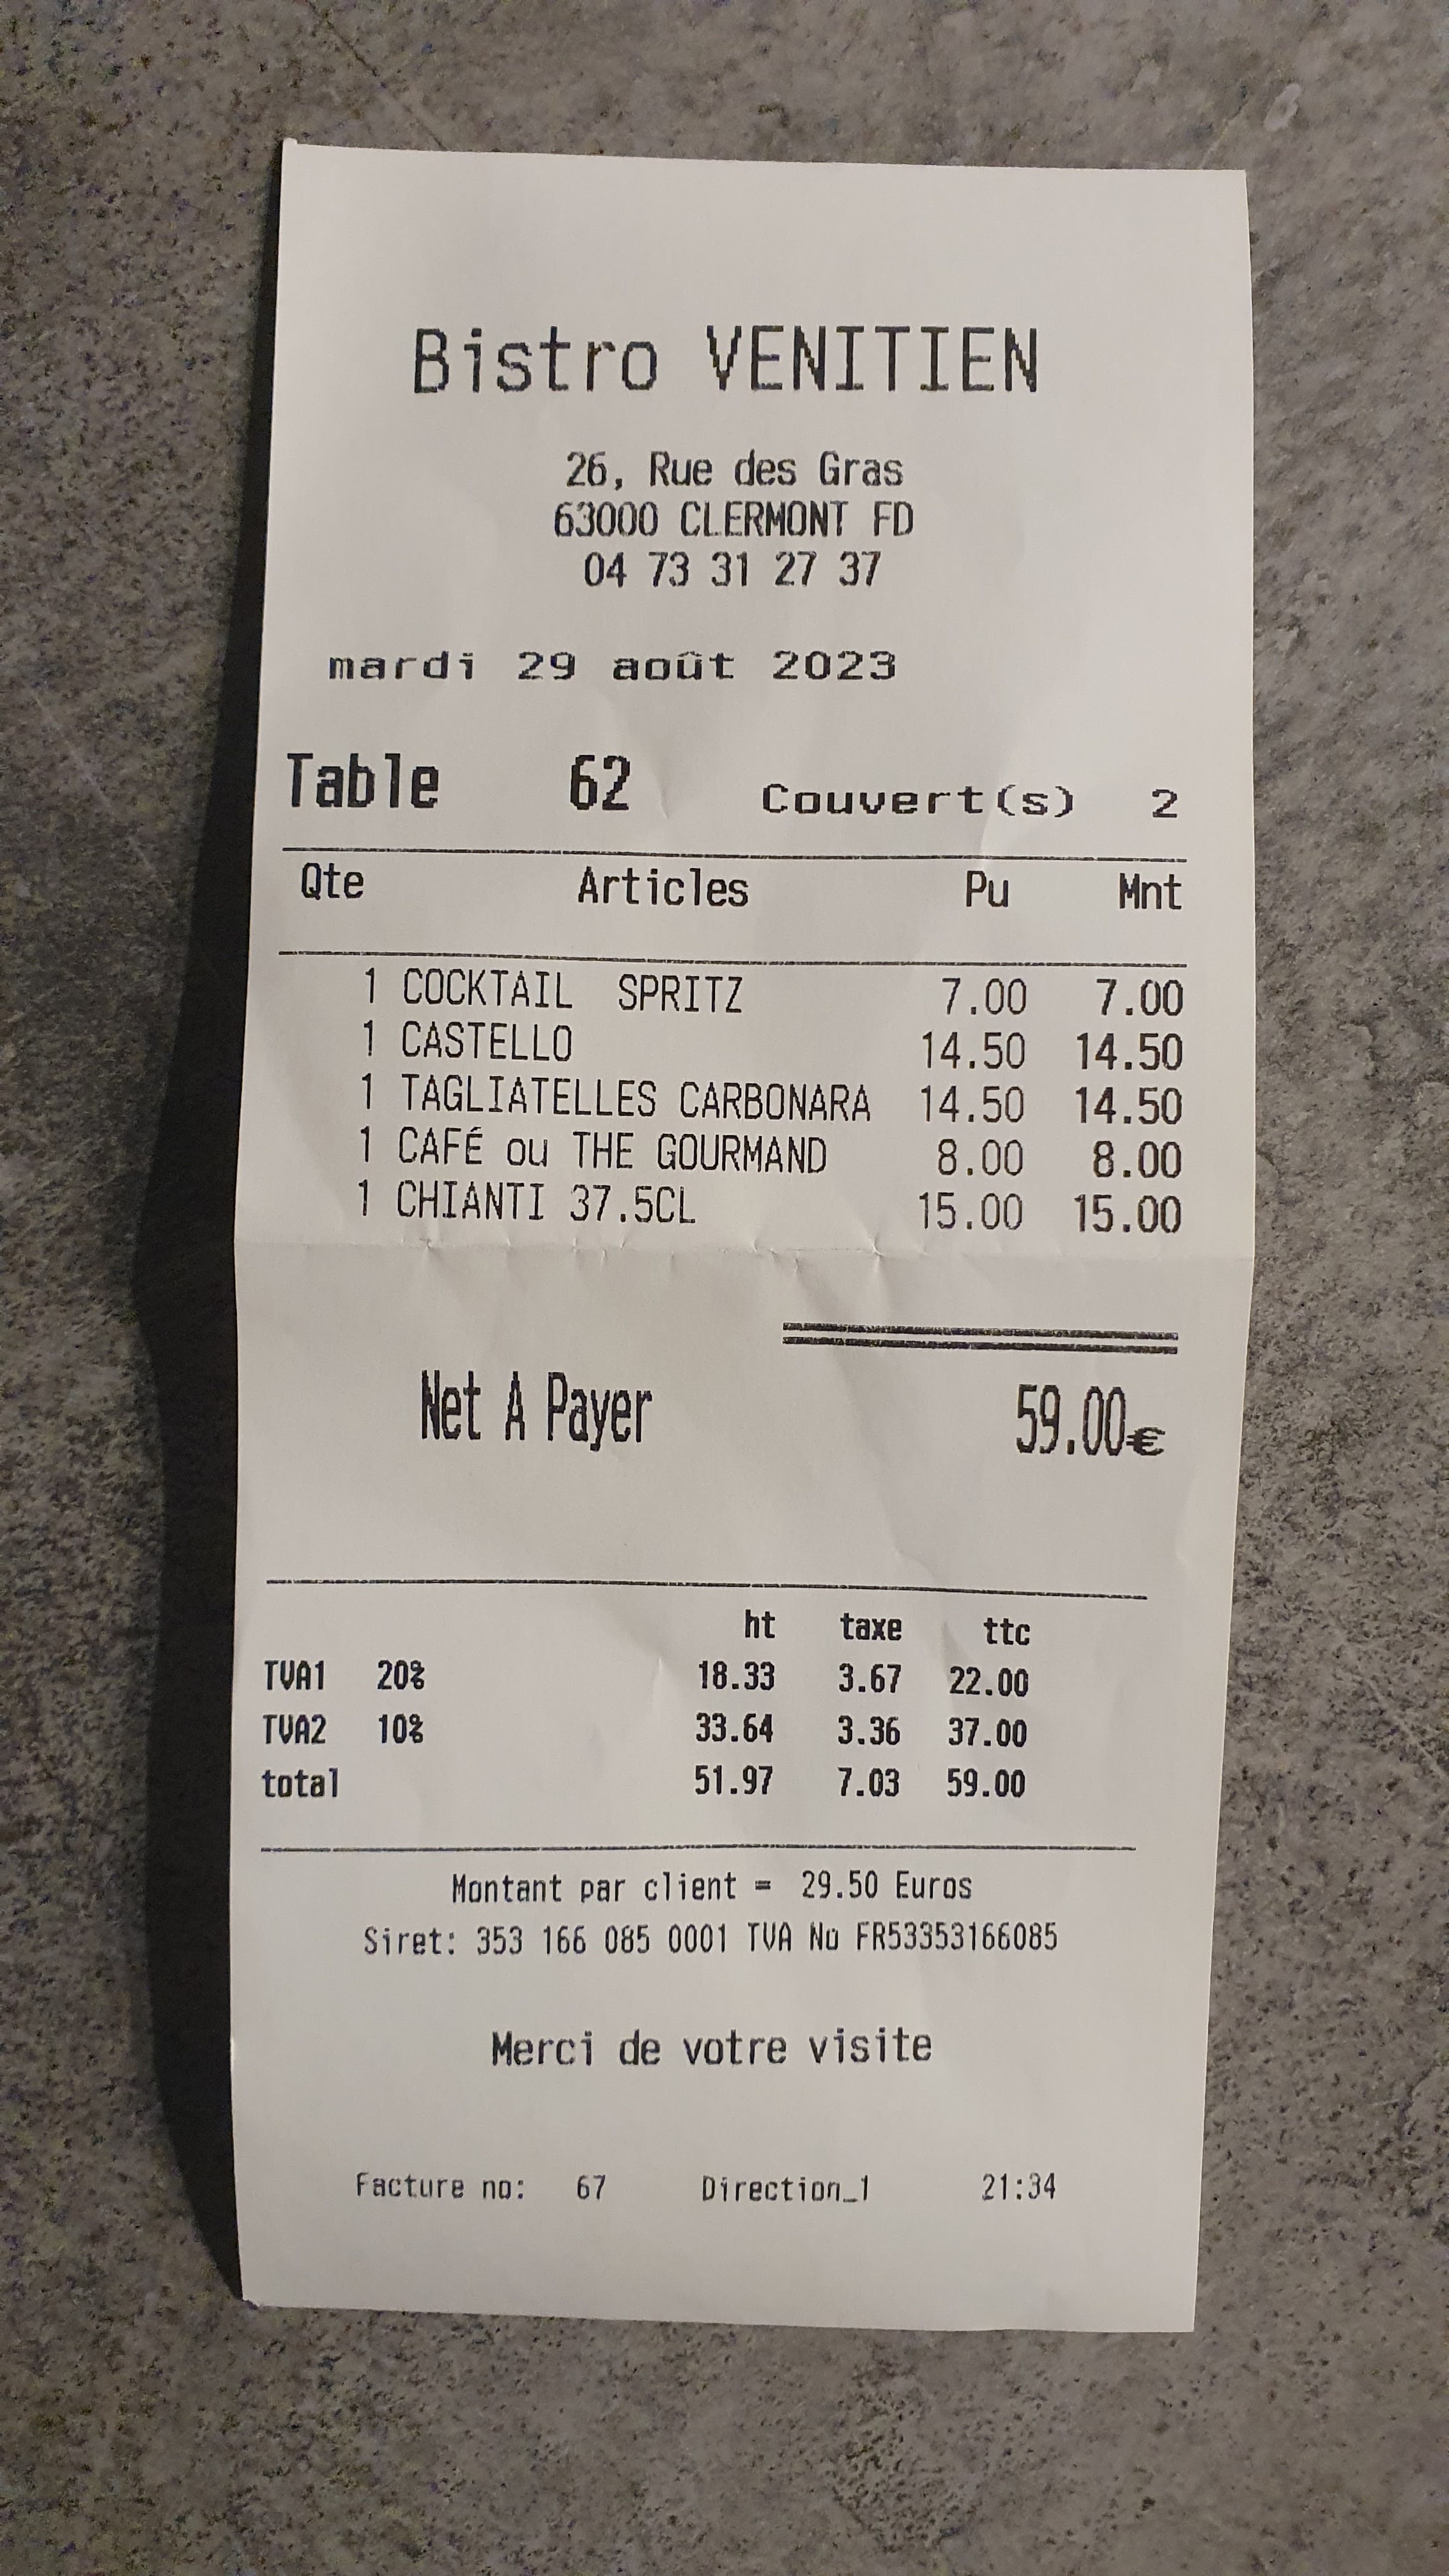 Bistro VENITIEN
26, Rue des Gras
63000 CLERMONT FD
04 73 31 27 37
mardi 29 août 2023
Table 62 Couvert(s) 2
Qte Articles Pu Mnt
1 COCKTAIL SPRITZ 7.00 7.00
1 CASTELLO 14.50 14.50
1 TAGLIATELLES CARBONARA 14.50 14.50
1 CAFÉ ou THE GOURMAND 8.00 8.00
1 CHIANTI 37.5CL 15.00 15.00
Net A Payer 59.00€
ht taxe ttc
TVA1 20% 18.33 3.67 22.00
TVA2 10% 33.64 3.36 37.00
total 51.97 7.03 59.00
Montant par client = 29.50 Euros
Siret: 353 166 085 0001 TVA No FR53353166085
Merci de votre visite
Facture no: 67 Direction_1 21:34